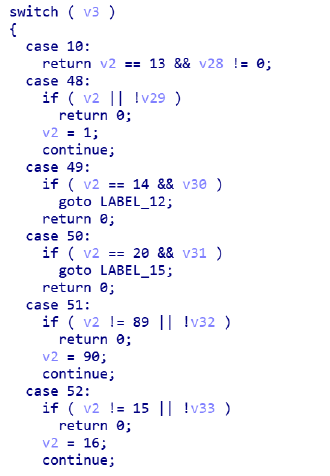 switch ( v3 )
{
case 10:
return v2 == 13 && v28 != 0;
case 48:
if ( v2 || !v29 )
return 0;
v2 = 1;
continue;
case 49:
if ( v2 == 14 && v30 )
goto LABEL_12;
return 0;
case 50:
if ( v2 == 20 && v31 )
goto LABEL_15;
return 0;
case 51:
if ( v2 != 89 || !v32 )
return 0;
v2 = 90;
continue;
case 52:
if ( v2 != 15 || !v33 )
return 0;
v2 = 16;
continue;